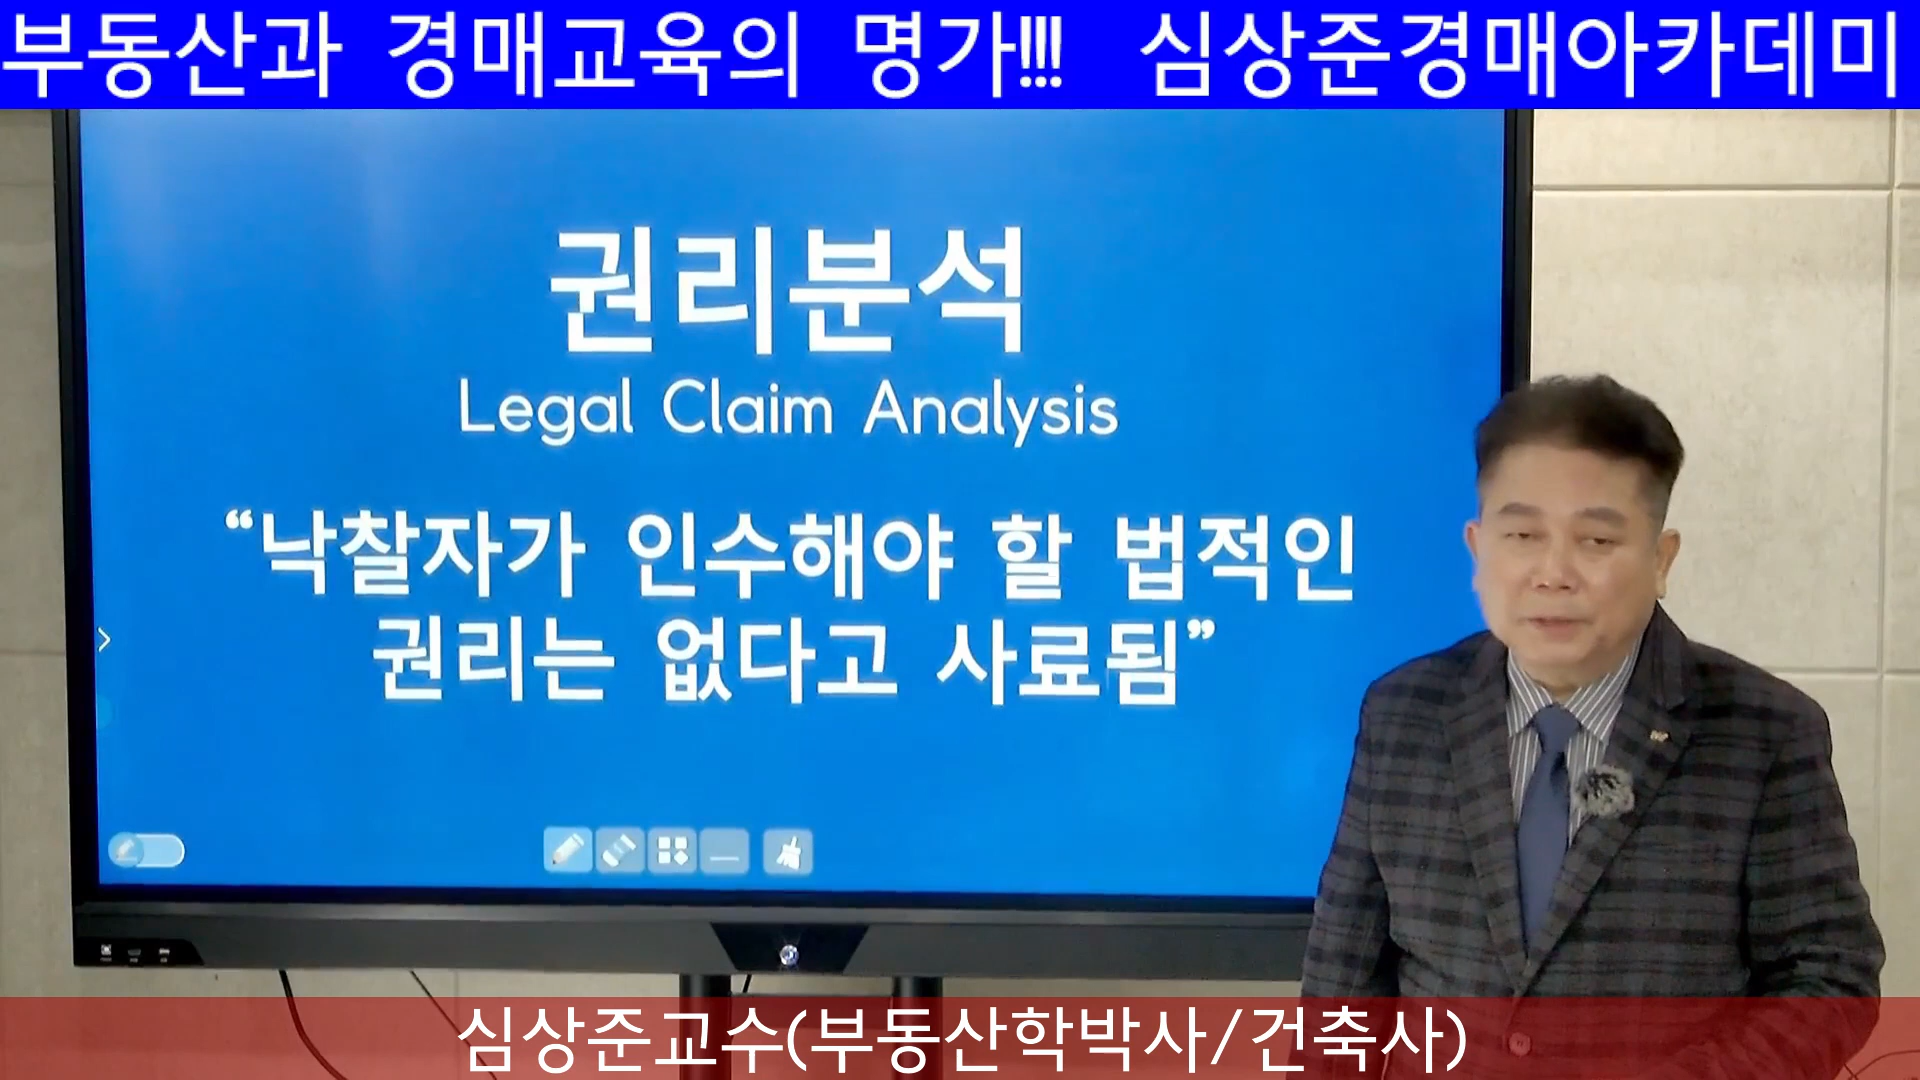 부동산과 경매교육의 명가!!!! 심상준경매아카데미
권리분석
Legal Claim Analysis
“낙찰자가 인수해야 할 법적인
권리는 없다고 사료됨”
심상준교수(부동산학박사/건축사)